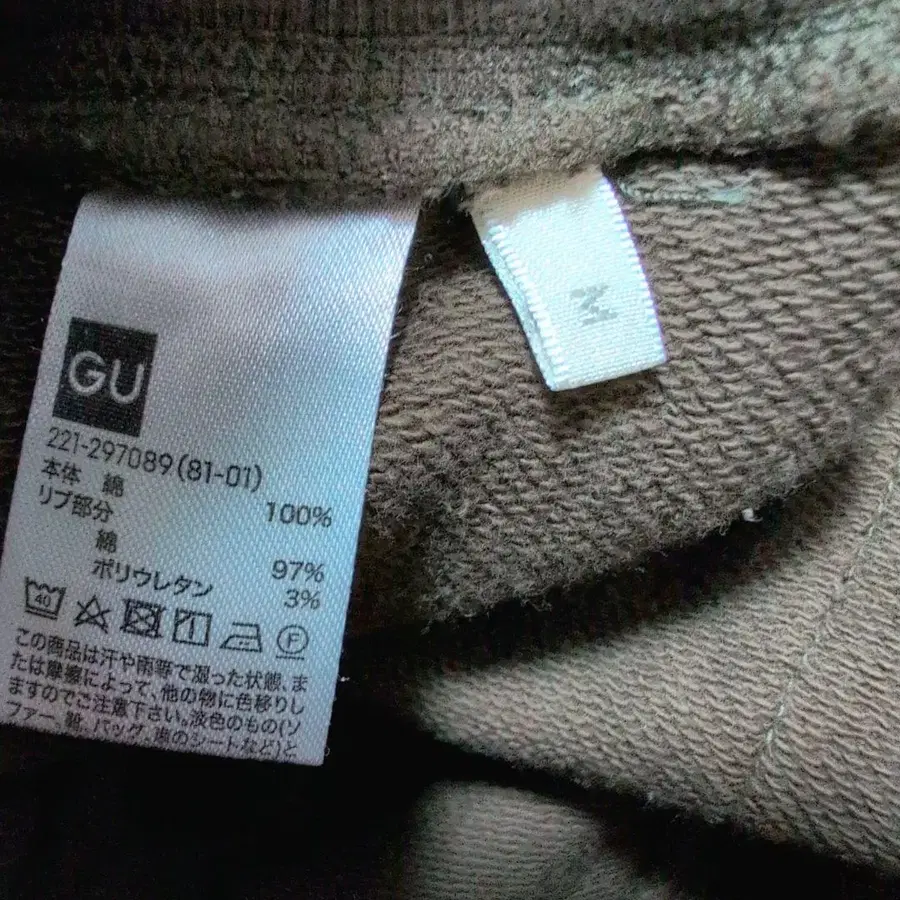 GU
221-297089(81-01)
本体 綿
100%
リブ部分
綿
97%
ポリウレタン
3%
40
F
この商品は汗や雨等で湿った状態、ま
たは摩擦によって、他の物に色移りし
ますのでご注意下さい。淡色のもの(ソ
ファー、靴、バッグ、車のシートなど)と
M